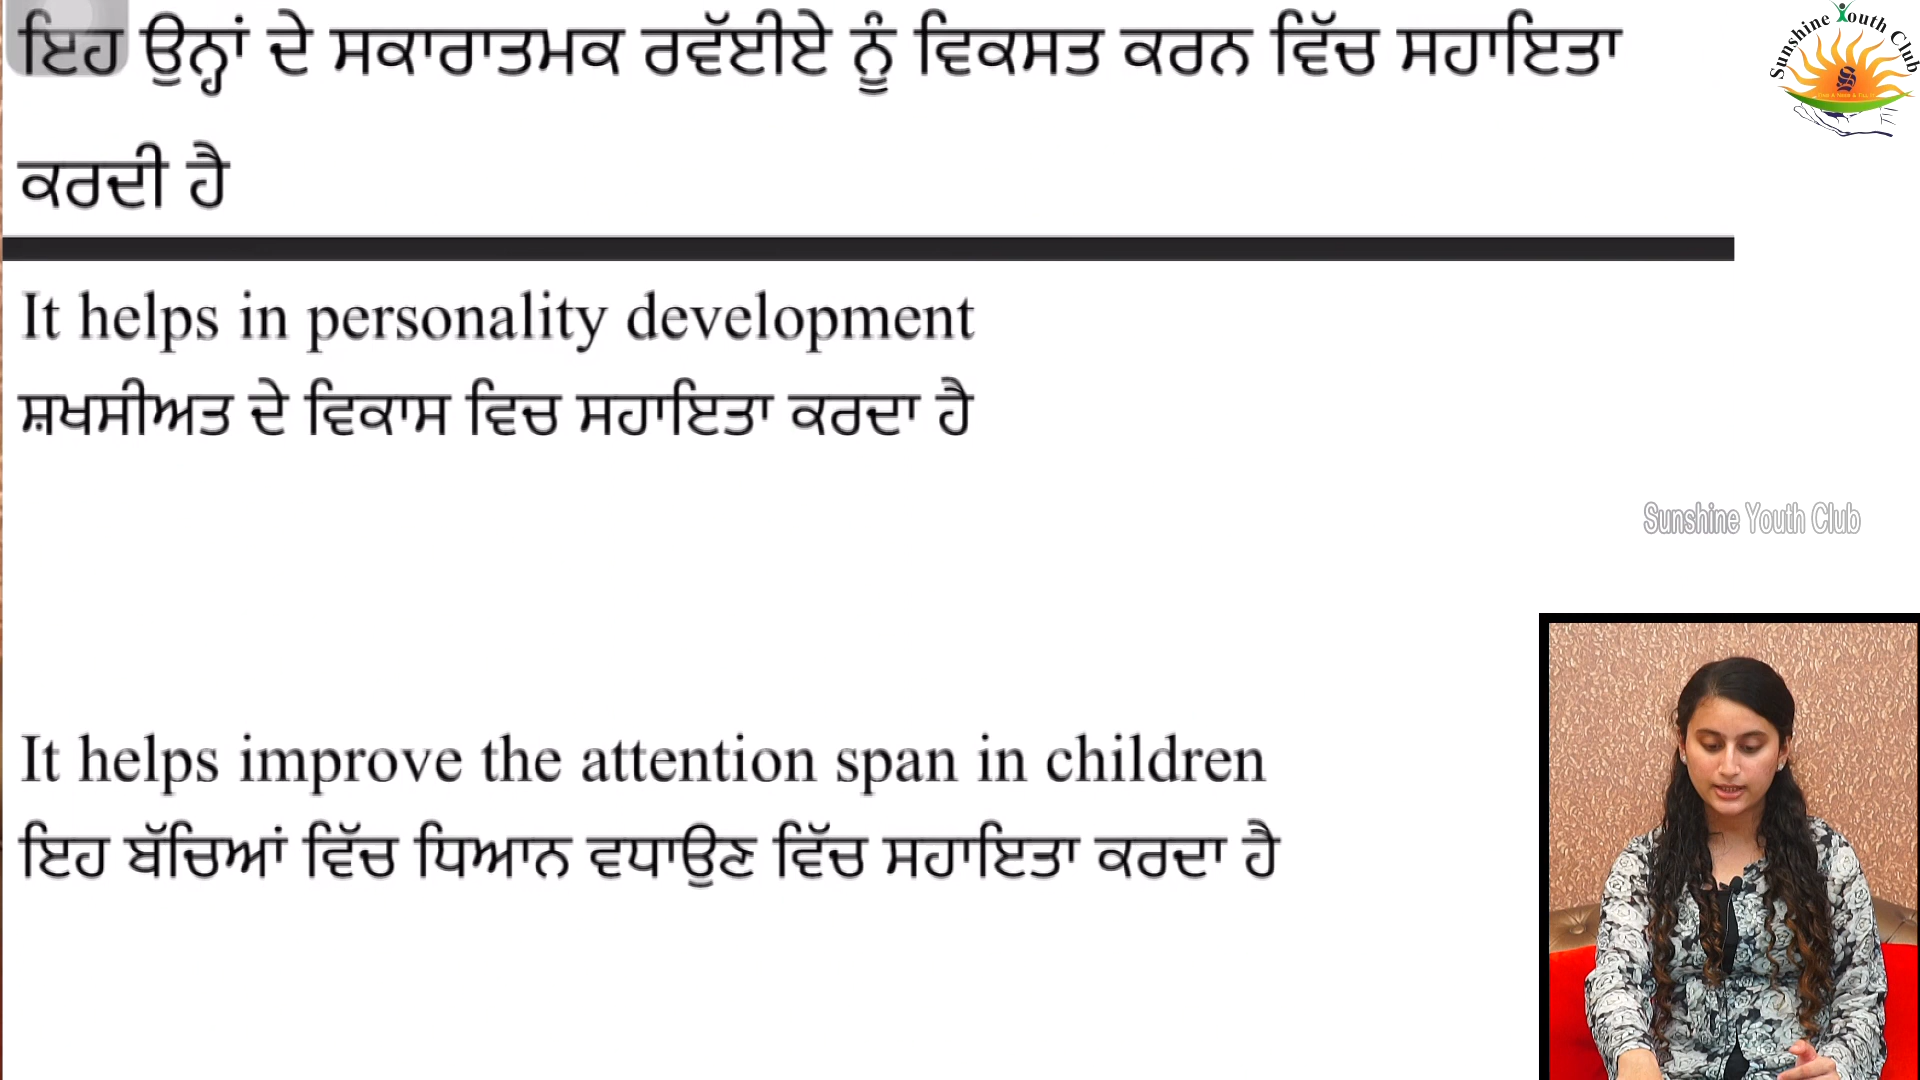 ਇਹ ਉਨ੍ਹਾਂ ਦੇ ਸਕਾਰਾਤਮਕ ਰਵੱਈਏ ਨੂੰ ਵਿਕਸਤ ਕਰਨ ਵਿੱਚ ਸਹਾਇਤਾ
ਕਰਦੀ ਹੈ
Sunshine Youth Club
It helps in personality development
ਸ਼ਖਸੀਅਤ ਦੇ ਵਿਕਾਸ ਵਿਚ ਸਹਾਇਤਾ ਕਰਦਾ ਹੈ
Sunshine Youth Club
It helps improve the attention span in children
ਇਹ ਬੱਚਿਆਂ ਵਿੱਚ ਧਿਆਨ ਵਧਾਉਣ ਵਿੱਚ ਸਹਾਇਤਾ ਕਰਦਾ ਹੈ